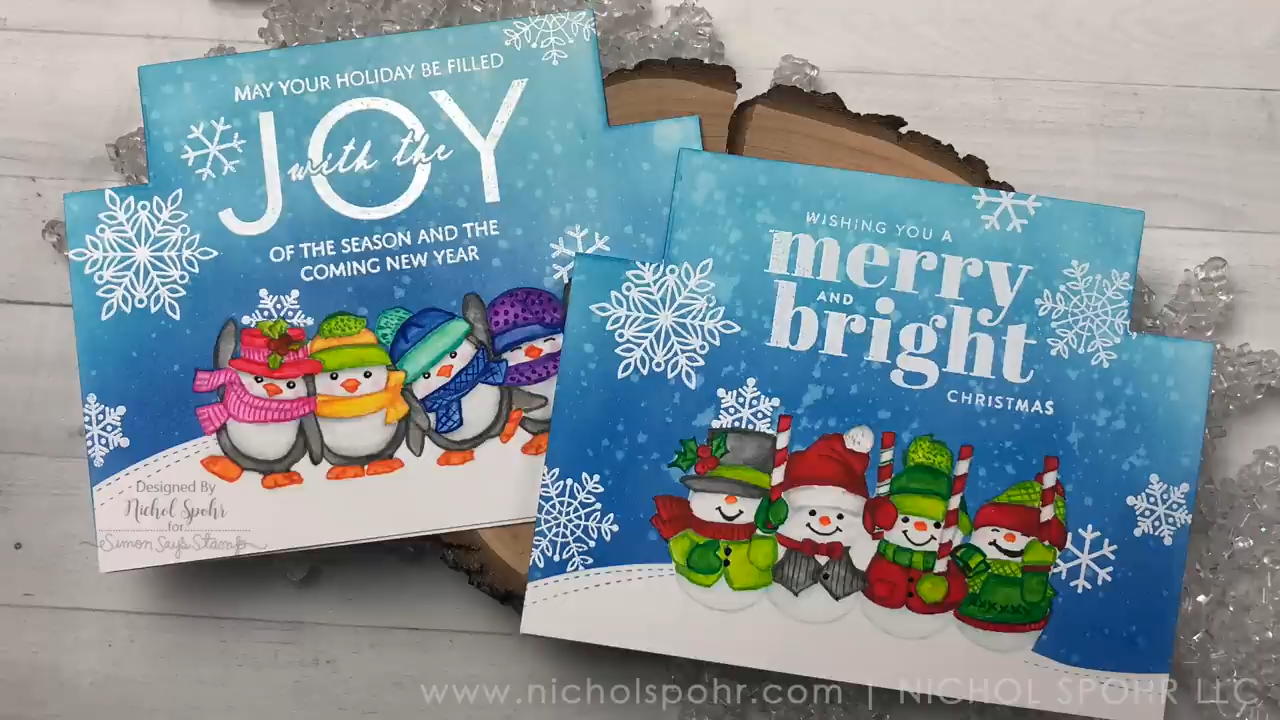 MAY YOUR HOLIDAY BE FILLED
JOY
with the
OF THE SEASON AND THE
COMING NEW YEAR
Designed By
Nichol Spohr
for
Simon Says Stamp
WISHING YOU A
merry
AND
bright
CHRISTMAS
www.nicholspohr.com | NICHOL SPOHR LLC